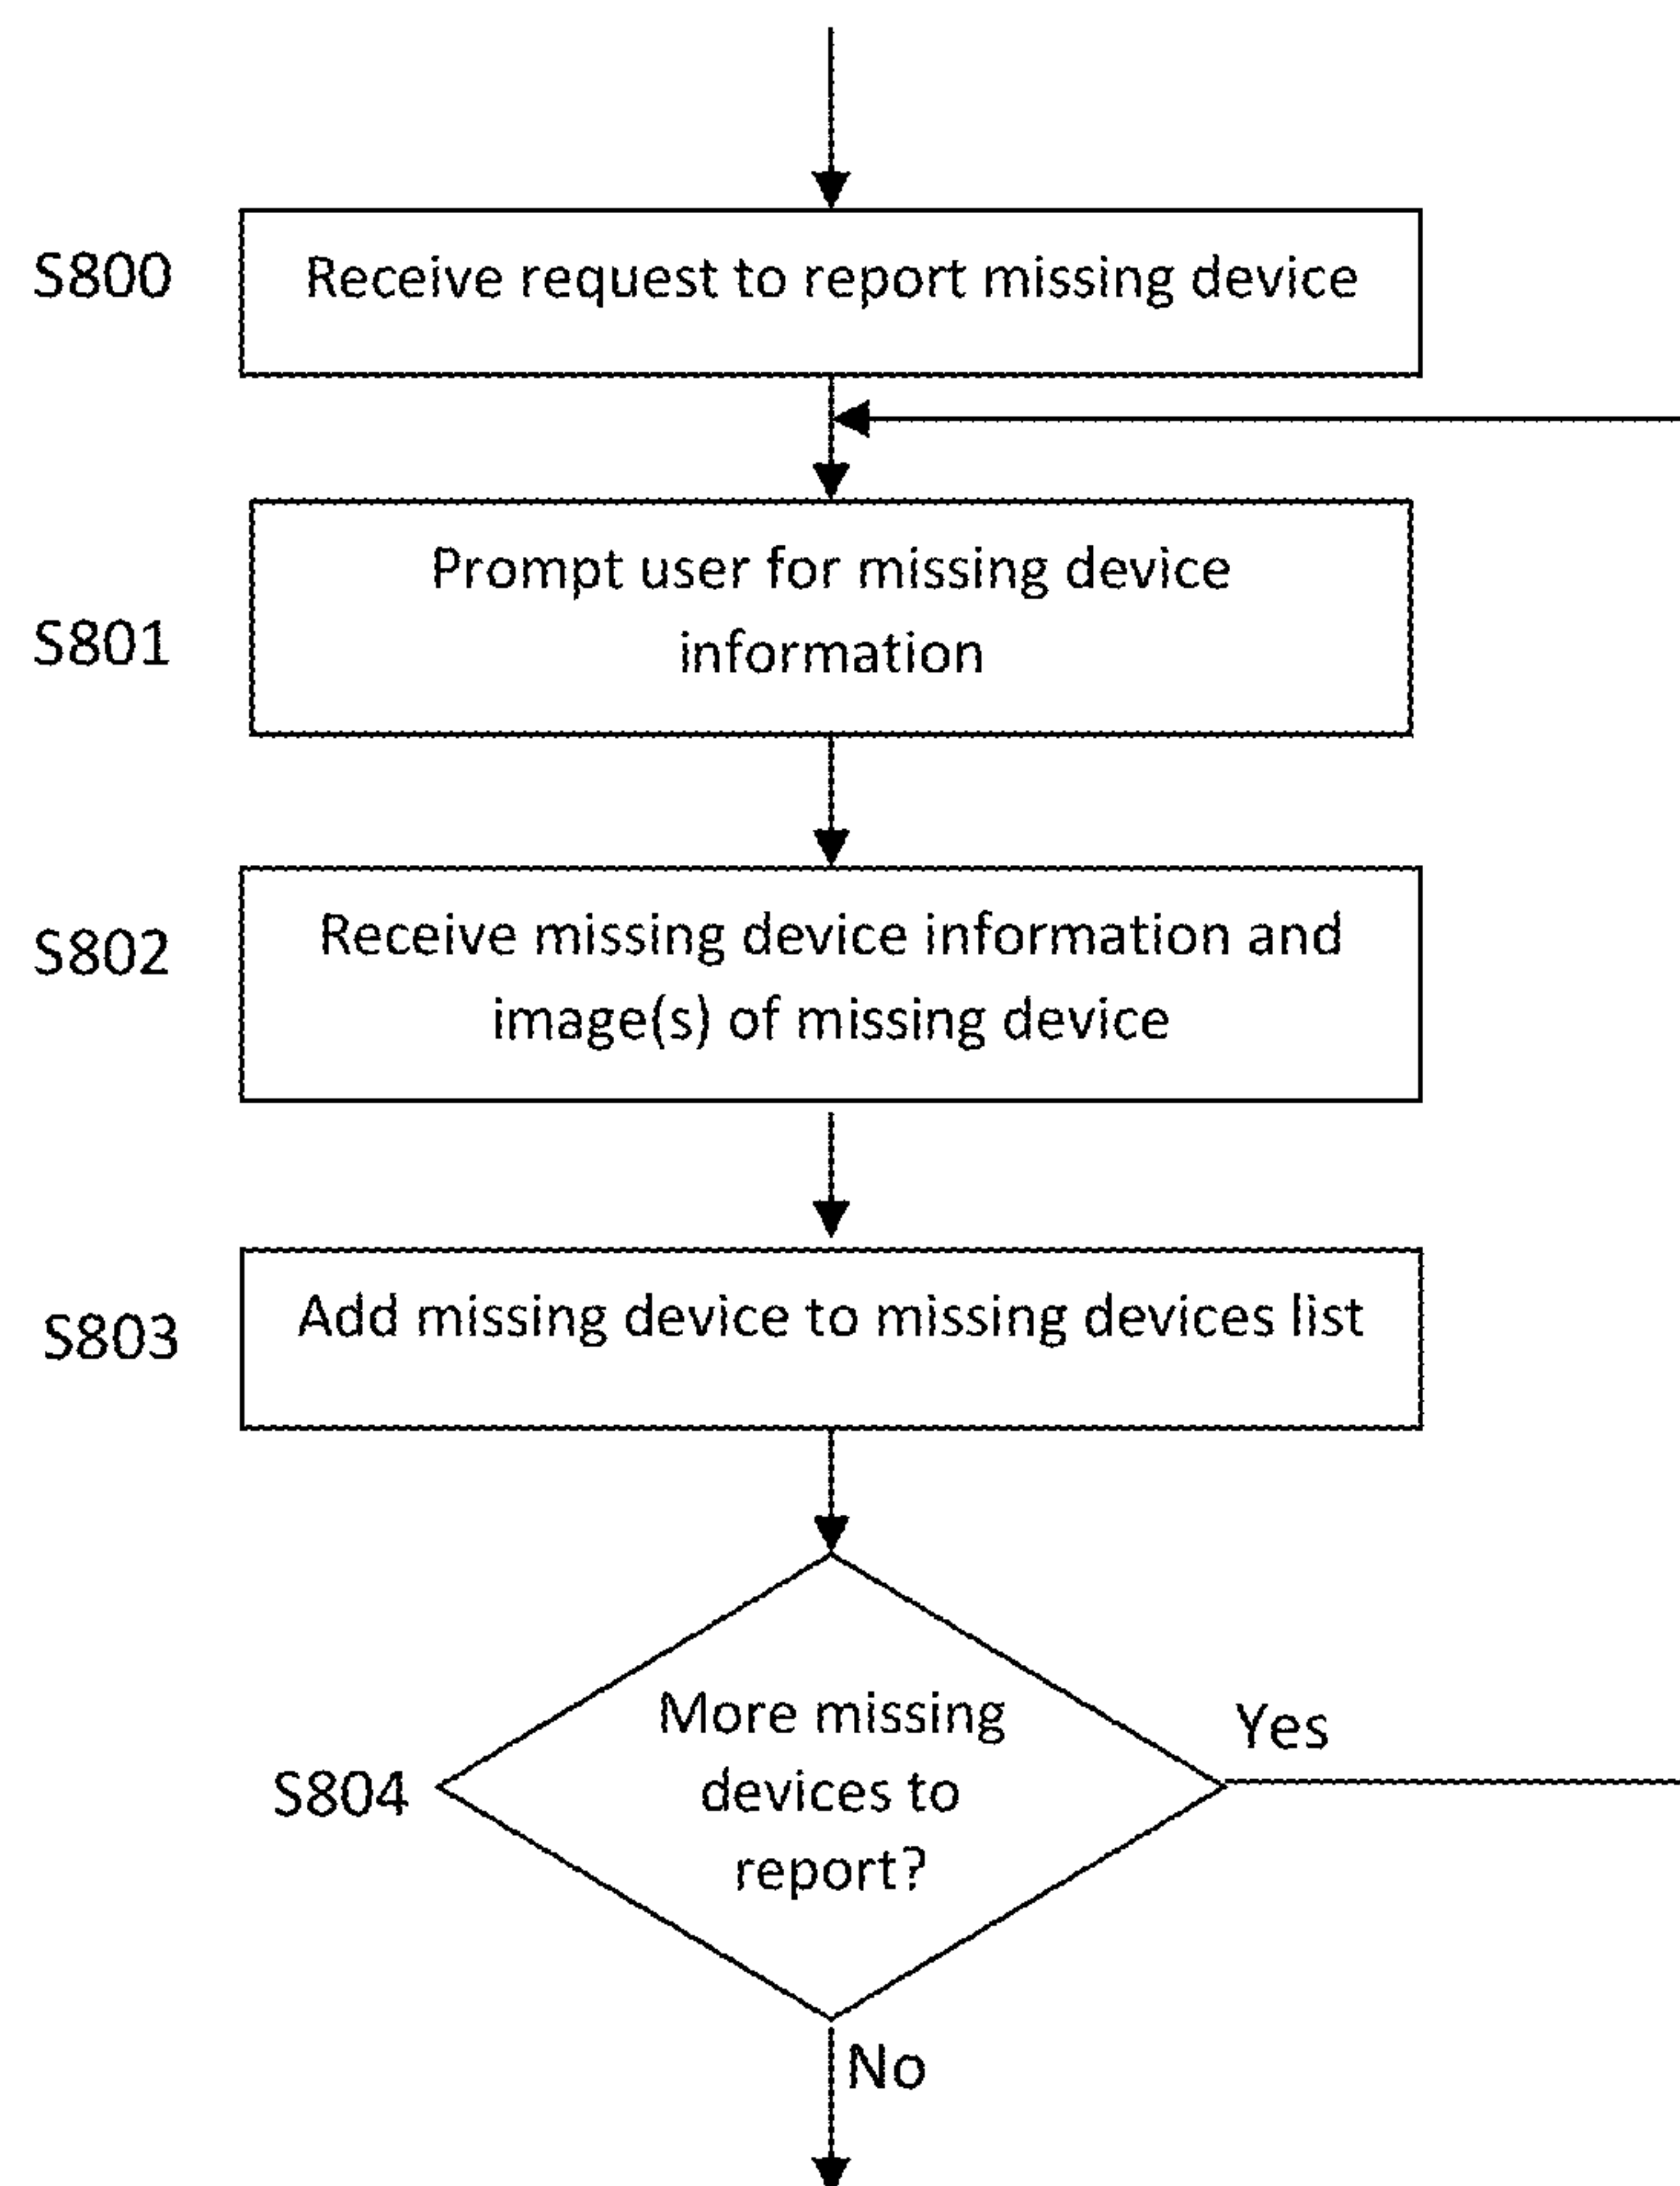 S800
Receive request to report missing device
S801
Prompt user for missing device
information
S802
Receive missing device information and
image(s) of missing device
S803
Add missing device to missing devices list
S804
More missing
devices to
report?
Yes
No